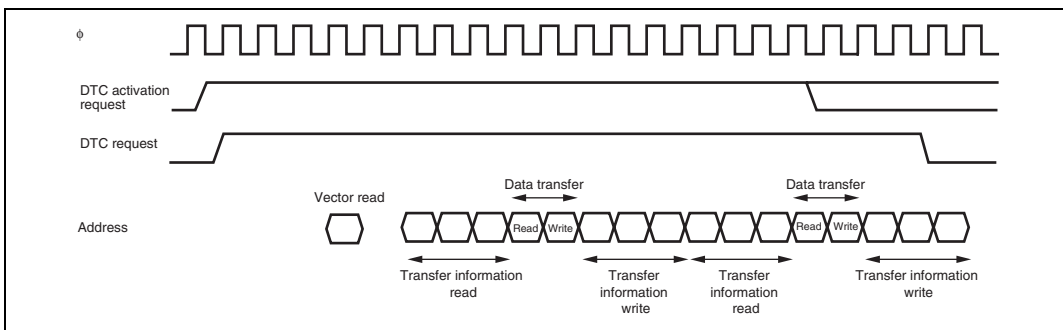 ϕ
DTC activation
request
DTC request
Vector read
Data transfer
Data transfer
Address
Read Write
Read Write
Transfer information
read
Transfer
information
write
Transfer
information
read
Transfer information
write